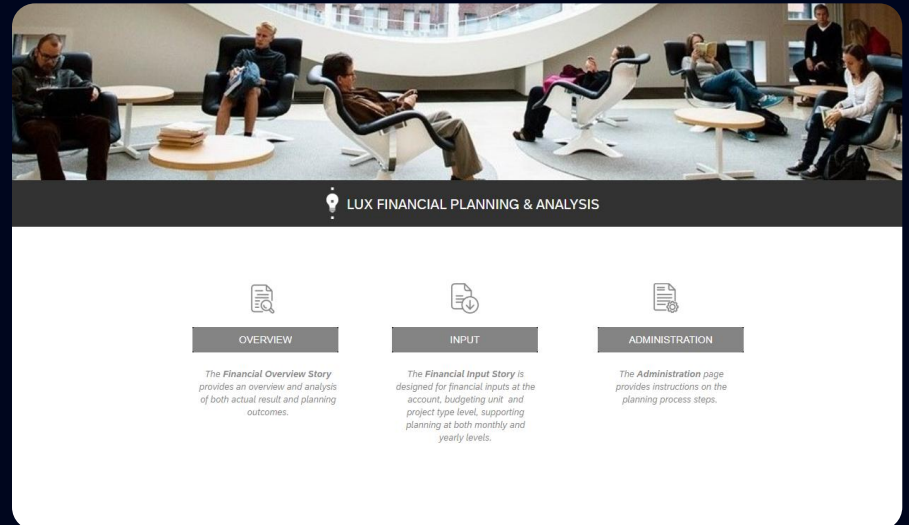 LUX FINANCIAL PLANNING & ANALYSIS
OVERVIEW
The Financial Overview Story
provides an overview and analysis
of both actual result and planning
outcomes.
INPUT
The Financial Input Story is
designed for financial inputs at the
account, budgeting unit and
project type level, supporting
planning at both monthly and
yearly levels.
ADMINISTRATION
The Administration page
provides instructions on the
planning process steps.